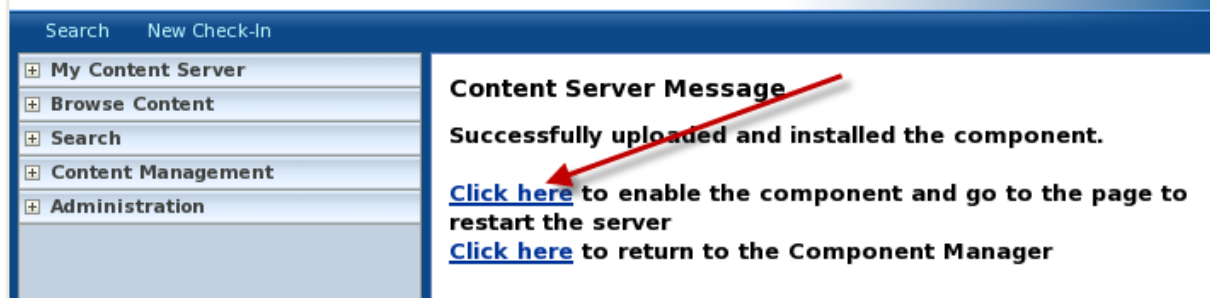 Search New Check-In
My Content Server
Browse Content
Search
Content Management
Administration
Content Server Message
Successfully uploaded and installed the component.
Click here to enable the component and go to the page to
restart the server
Click here to return to the Component Manager